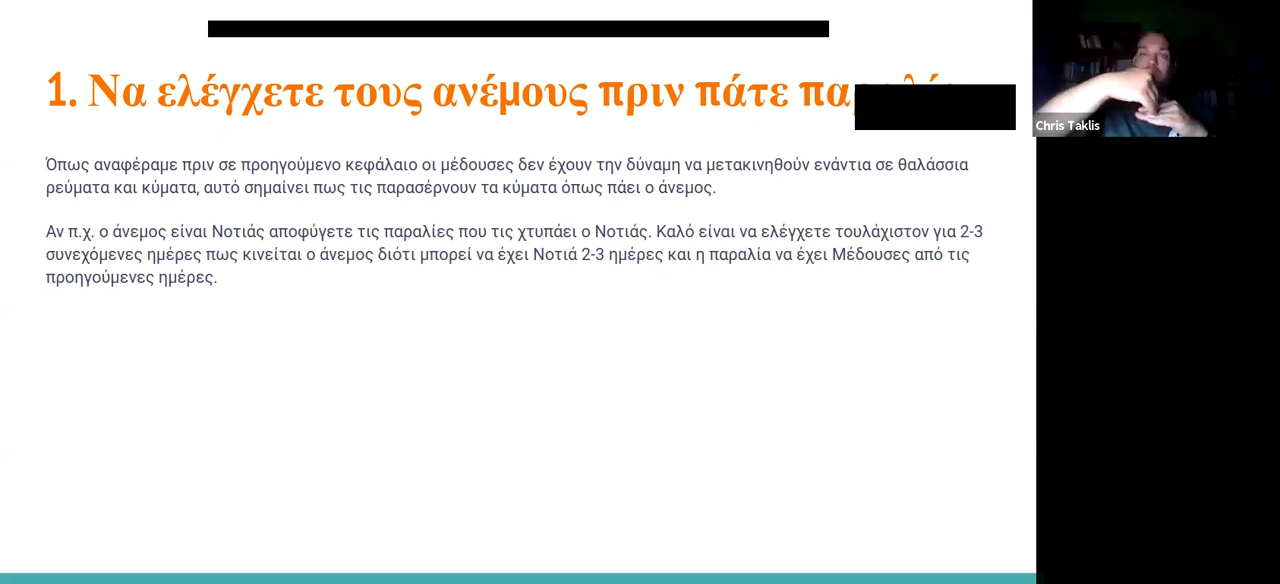 1. Να ελέγχετε τους ανέμους πριν πάτε
Chris Taklis
Όπως αναφέραμε πριν σε προηγούμενο κεφάλαιο οι μέδουσες δεν έχουν την δύναμη να μετακινηθούν ενάντια σε θαλάσσια
ρεύματα και κύματα, αυτό σημαίνει πως τις παρασέρνουν τα κύματα όπως πάει ο άνεμος.
Αν π.χ. ο άνεμος είναι Νοτιάς αποφύγετε τις παραλίες που τις χτυπάει ο Νοτιάς. Καλό είναι να ελέγχετε τουλάχιστον για 2-3
συνεχόμενες ημέρες πως κινείται ο άνεμος διότι μπορεί να έχει Νοτιά 2-3 ημέρες και η παραλία να έχει Μέδουσες από τις
προηγούμενες ημέρες.